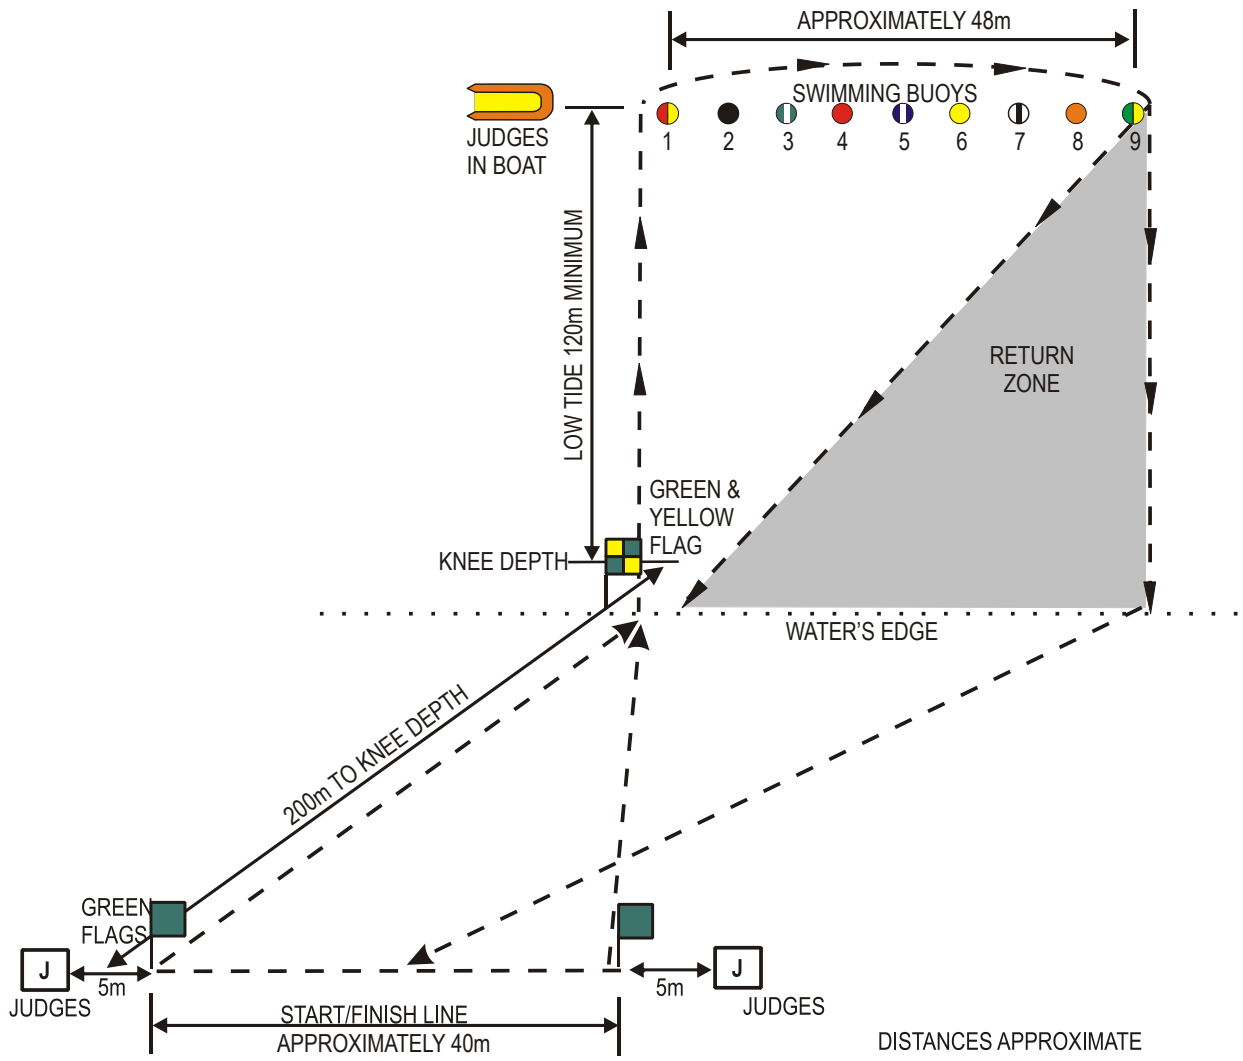 APPROXIMATELY 48m
SWIMMING BUOYS
1 2 3 4 5 6 7 8 9
JUDGES
IN BOAT
LOW TIDE 120m MINIMUM
RETURN
ZONE
GREEN &
YELLOW
FLAG
KNEE DEPTH
WATER'S EDGE
200m TO KNEE DEPTH
GREEN
FLAGS
J
5m
JUDGES
J
5m
JUDGES
START/FINISH LINE
APPROXIMATELY 40m
DISTANCES APPROXIMATE